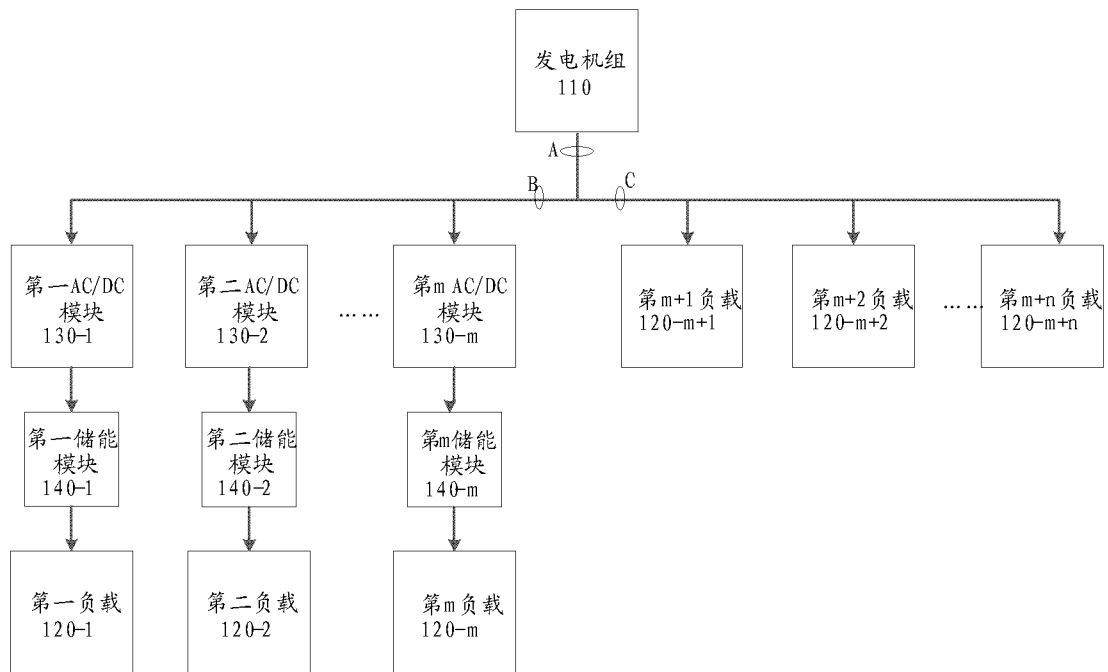 发电机组
110
A
B
C
第一AC/DC
模块
130-1
第二AC/DC
模块
130-2
……
第m AC/DC
模块
130-m
第m+1负载
120-m+1
第m+2负载
120-m+2
……
第m+n负载
120-m+n
第一储能
模块
140-1
第二储能
模块
140-2
第m储能
模块
140-m
第一负载
120-1
第二负载
120-2
第m负载
120-m